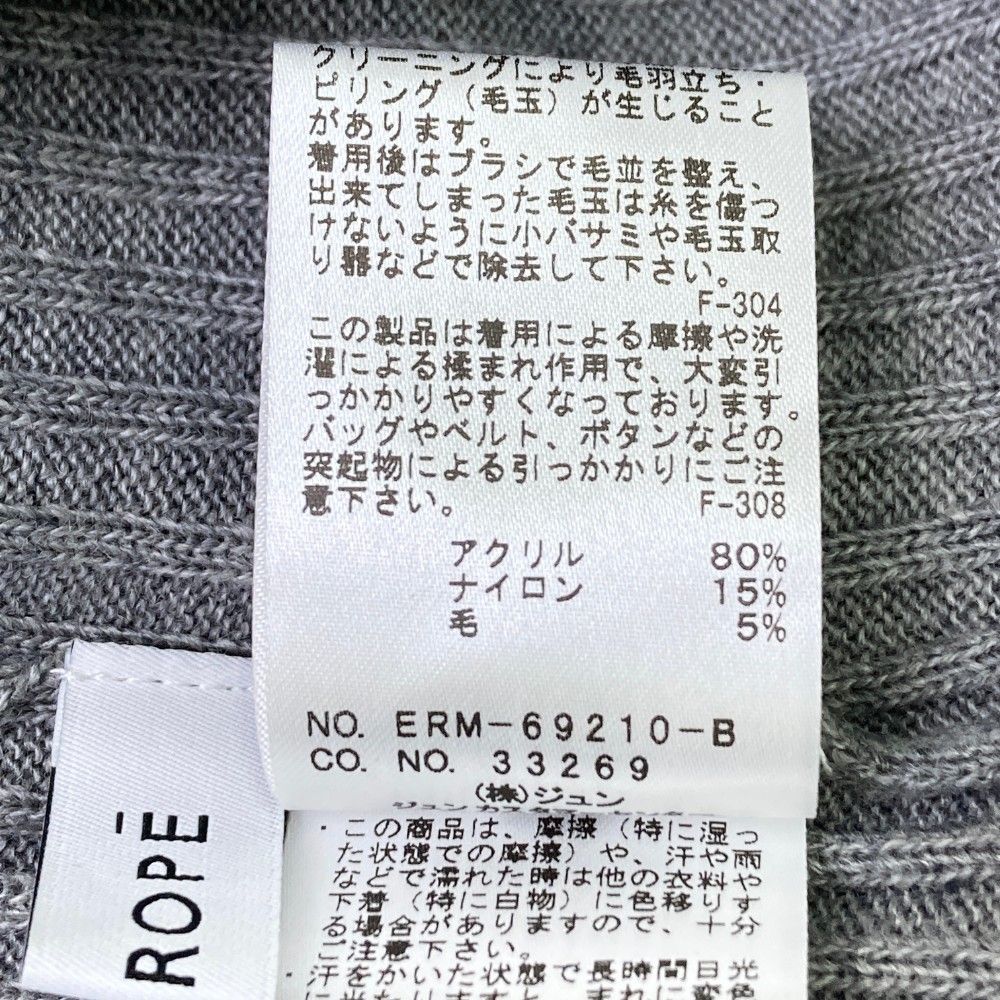 クリーニングにより毛羽立ち・
ピリング（毛玉）が生じること
があります。
着用後はブラシで毛並を整え、
出来てしまった毛玉は糸を傷つ
けないように小バサミや毛玉取
り器などで除去して下さい。
F-304
この製品は着用による摩擦や洗
濯による揉まれ作用で、大変引
っかかりやすくなっております。
バッグやベルト、ボタンなどの
突起物による引っかかりにご注
意下さい。 F-308
アクリル 80%
ナイロン 15%
毛 5%
NO. ERM-69210-B
CO. NO. 33269
(株)ジュン
・この商品は、摩擦（特に湿っ
た状態での摩擦）や、汗や雨
などで濡れた時は他の衣料や
下着（特に白物）に色移りす
る場合がありますので、十分
ご注意下さい。
・汗をかいた状態で長時間日光
に当たりますと、まれに変色
ROPÉ